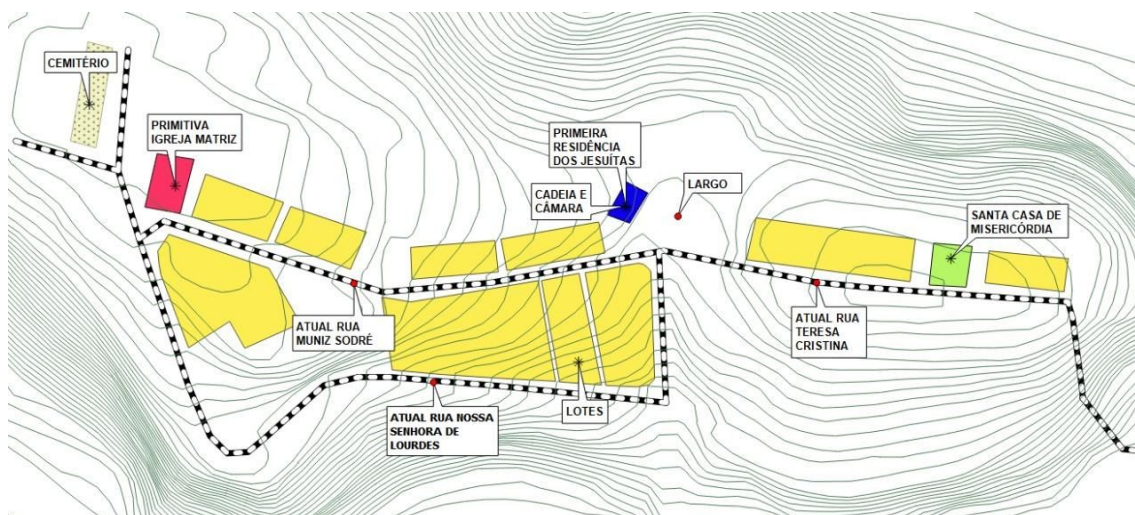 CEMITÉRIO
PRIMITIVA
IGREJA MATRIZ
PRIMEIRA
RESIDÊNCIA
DOS JESUÍTAS
CADEIA E
CÂMARA
LARGO
SANTA CASA DE
MISERICÓRDIA
ATUAL RUA
MUNIZ SODRÉ
ATUAL RUA
TERESA
CRISTINA
ATUAL RUA NOSSA
SENHORA DE
LOURDES
LOTES